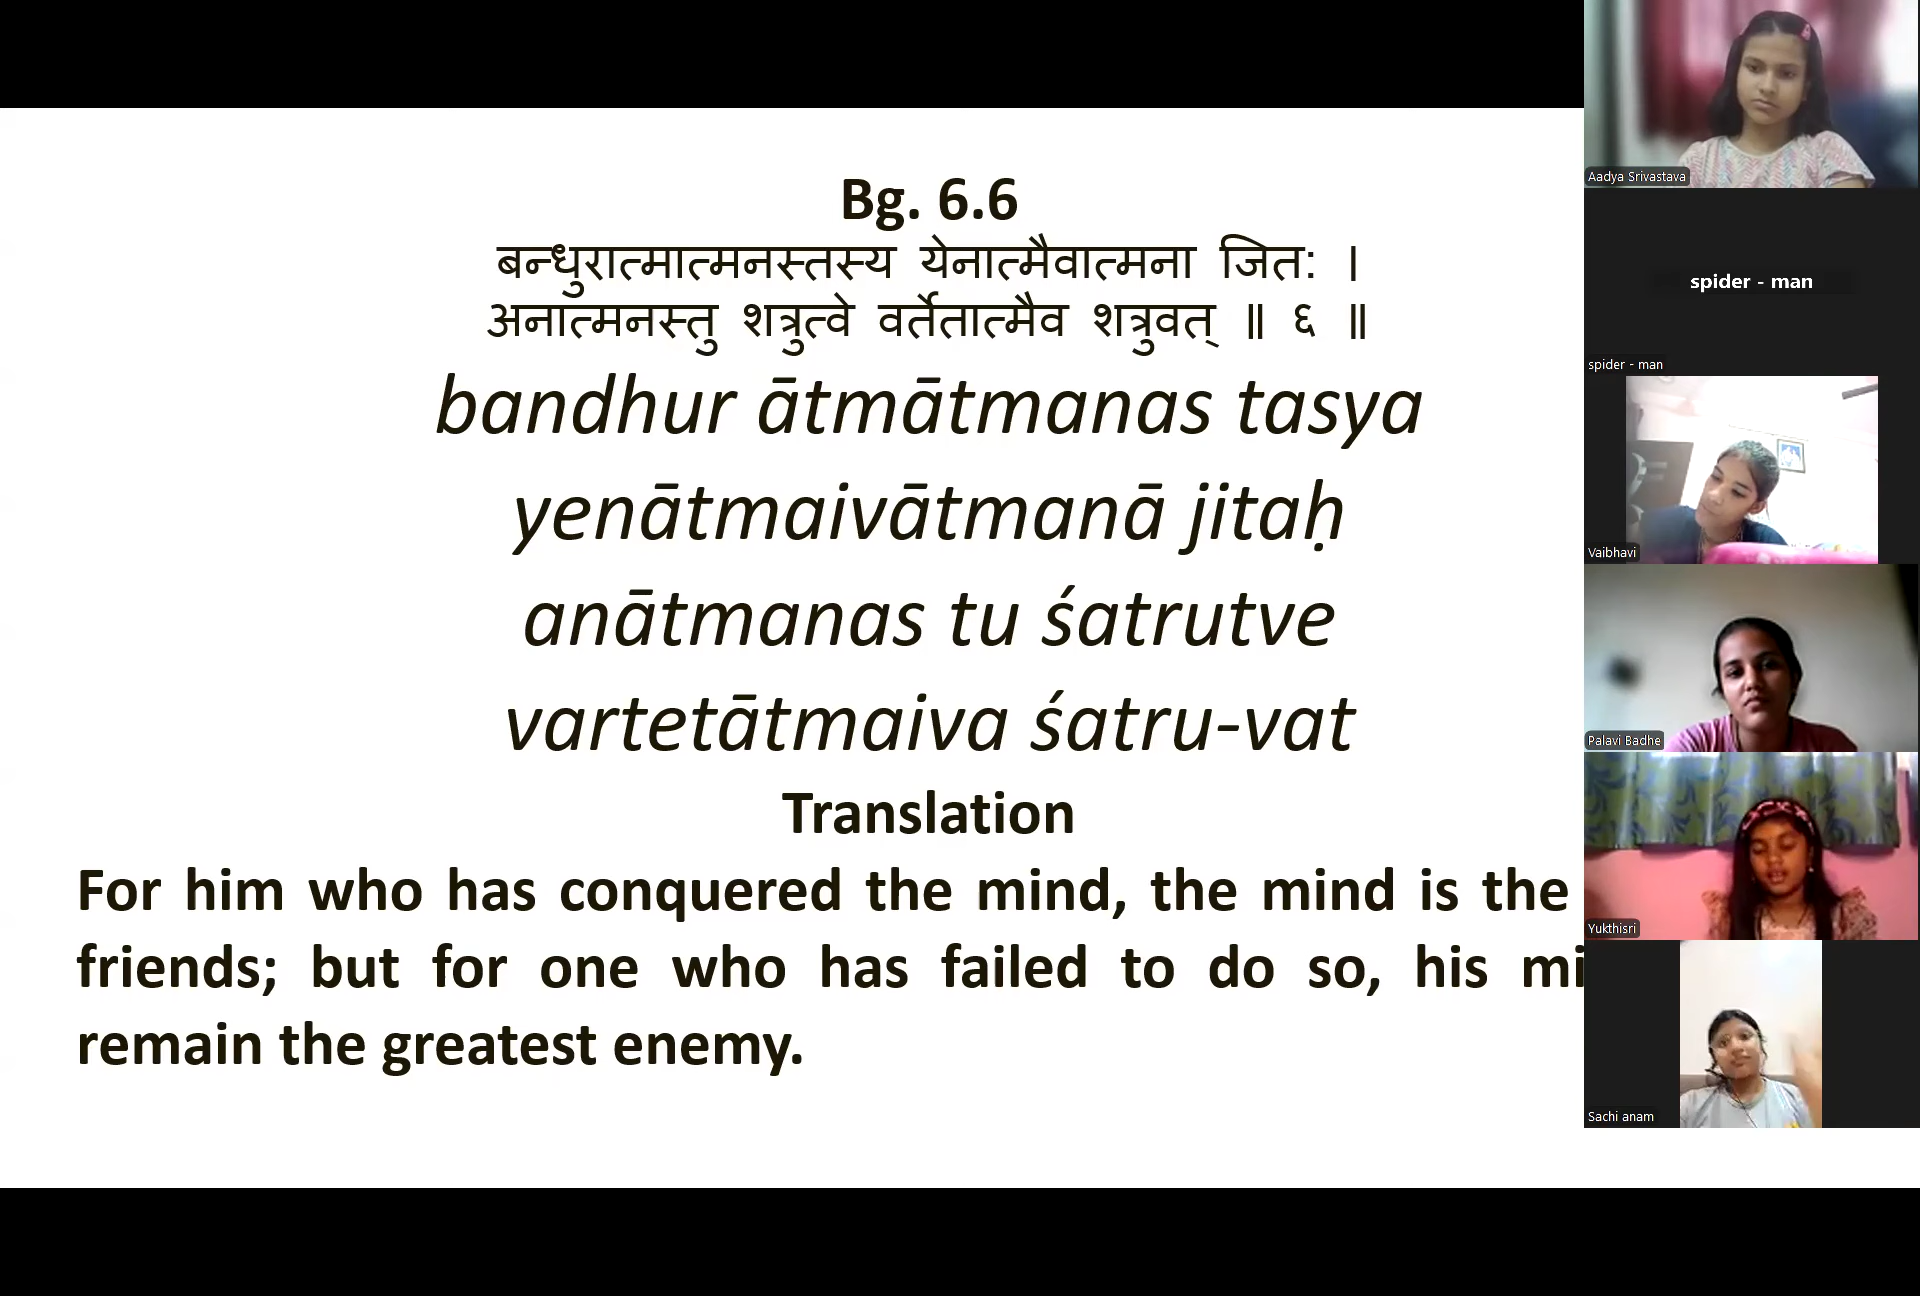 Bg. 6.6
बन्धुरात्मात्मनस्तस्य येनात्मैवात्मना जित: ।
अनात्मनस्तु शत्रुत्वे वर्तेतात्मैव शत्रुवत् ॥ ६ ॥
bandhur ātmātmanas tasya
yenātmaivātmanā jitaḥ
anātmanas tu śatrutve
vartetātmaiva śatru-vat
Translation
For him who has conquered the mind, the mind is the
friends; but for one who has failed to do so, his mi
remain the greatest enemy.
Aadya Srivastava
spider - man
spider - man
Vaibhavi
Palavi Badhe
Yukthisri
Sachi anam